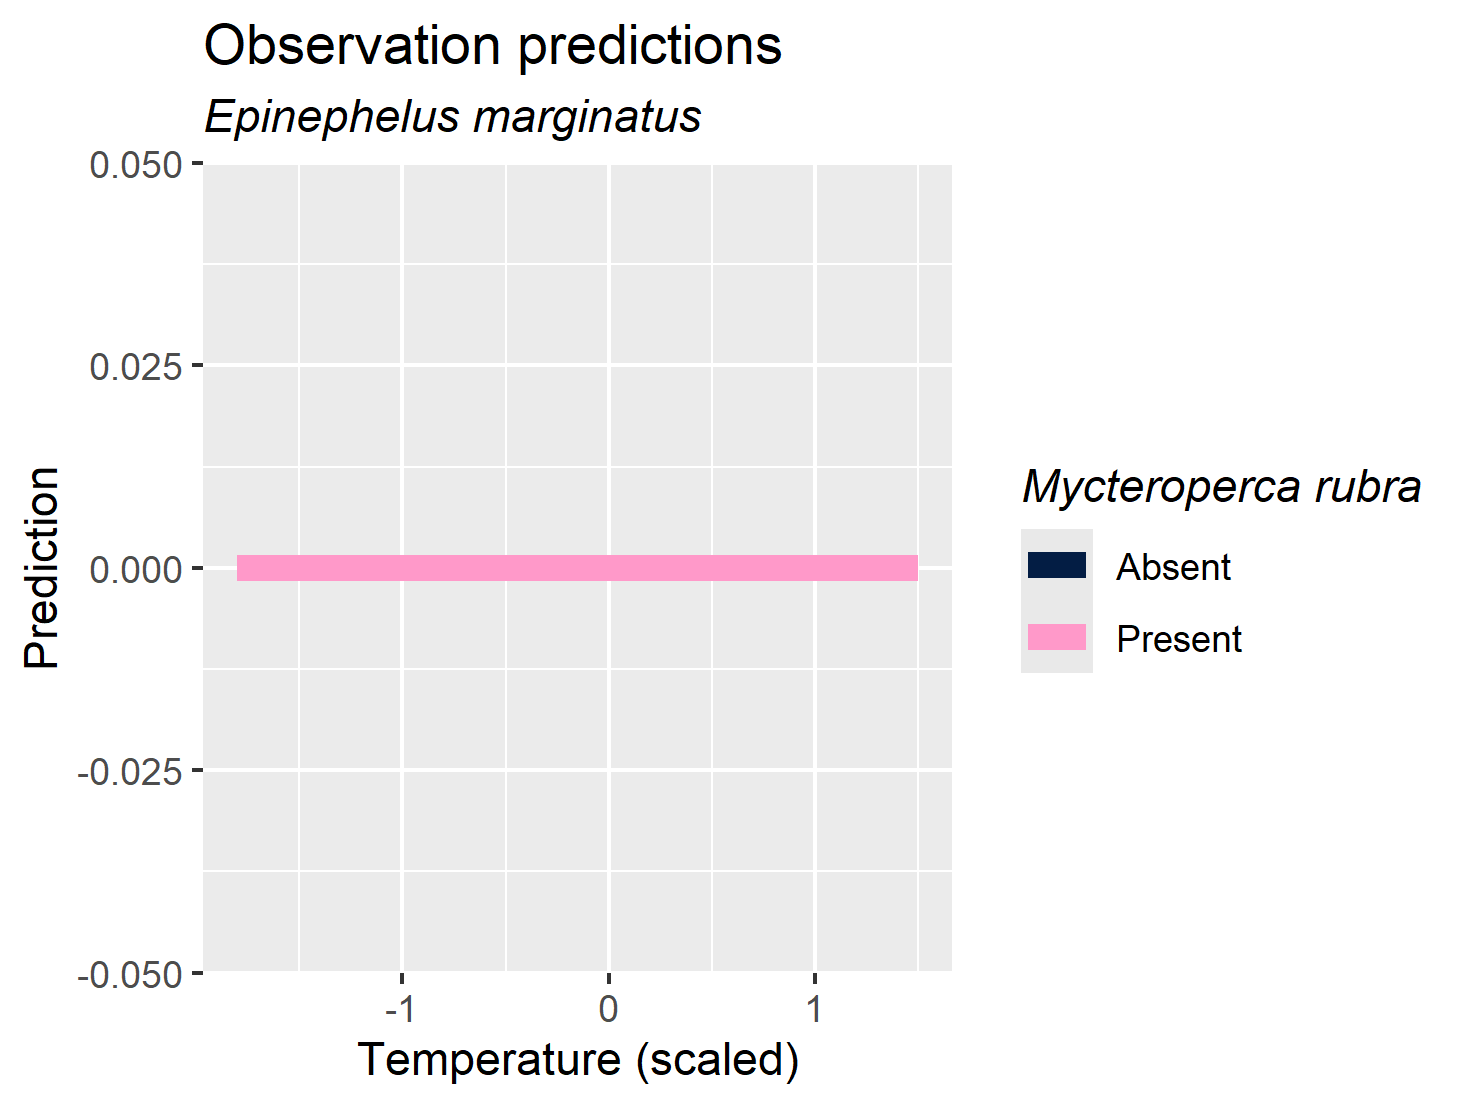 Observation predictions
Epinephelus marginatus
0.050
0.025
0.000
-0.025
-0.050
Prediction
-1 0 1
Temperature (scaled)
Mycteroperca rubra
Absent
Present